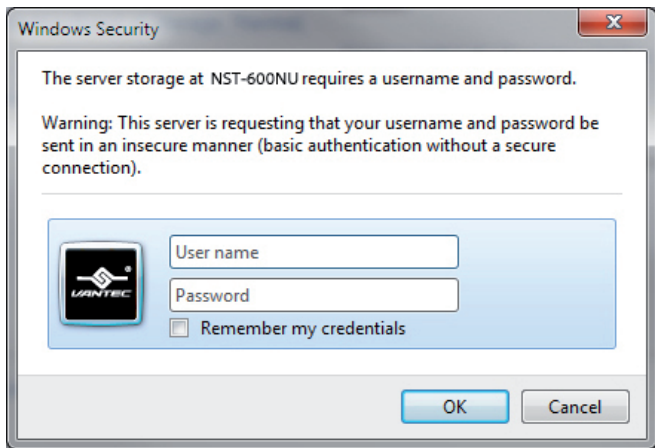 Windows Security
The server storage at NST-600NU requires a username and password.
Warning: This server is requesting that your username and password be
sent in an insecure manner (basic authentication without a secure
connection).
User name
VANTEC
Password
Remember my credentials
OK
Cancel